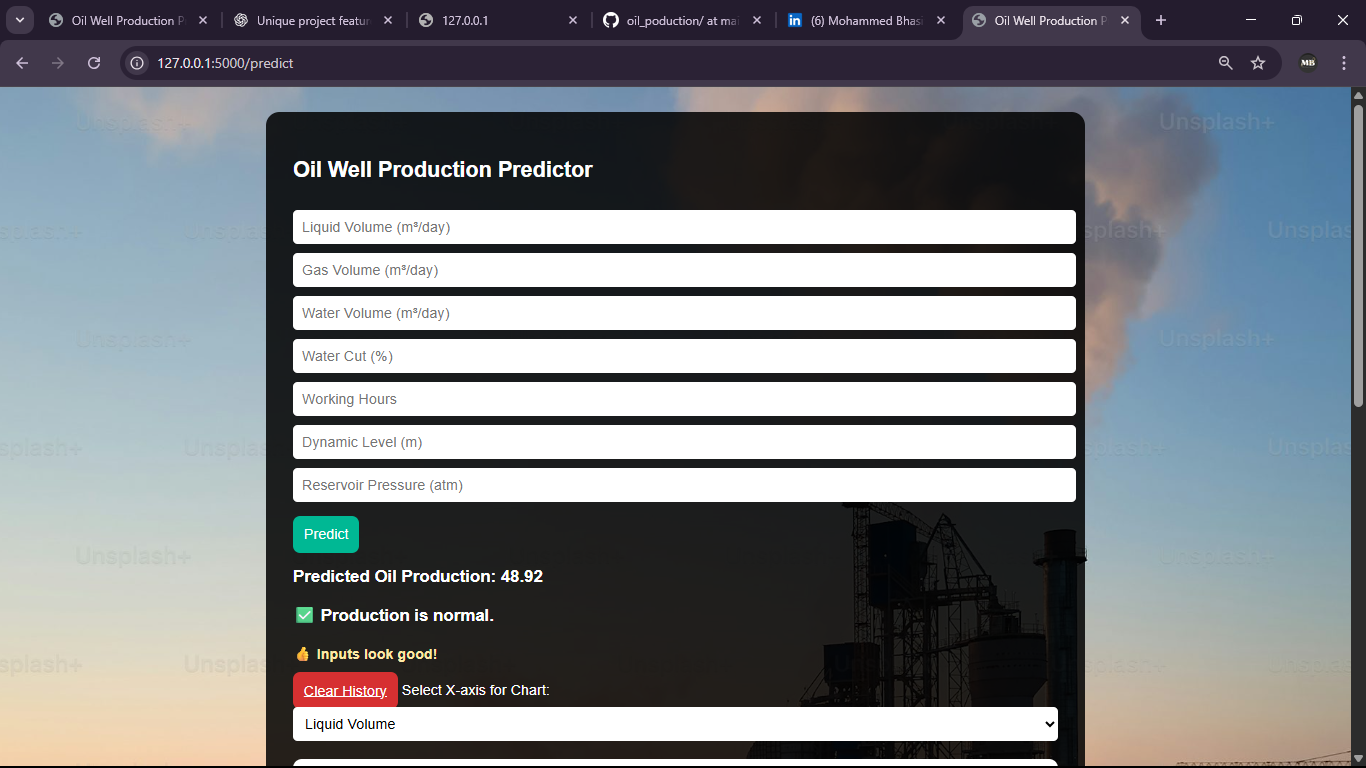 Oil Well Production P
Unique project featur
127.0.0.1
oil_poduction/ at mai
in (6) Mohammed Bhasi
Oil Well Production P
127.0.0.1:5000/predict
MB
Unsplash+
Oil Well Production Predictor
Liquid Volume (m³/day)
Gas Volume (m³/day)
Water Volume (m³/day)
Water Cut (%)
Working Hours
Dynamic Level (m)
Reservoir Pressure (atm)
Predict
Predicted Oil Production: 48.92
✅ Production is normal.
👍 Inputs look good!
Clear History Select X-axis for Chart:
Liquid Volume